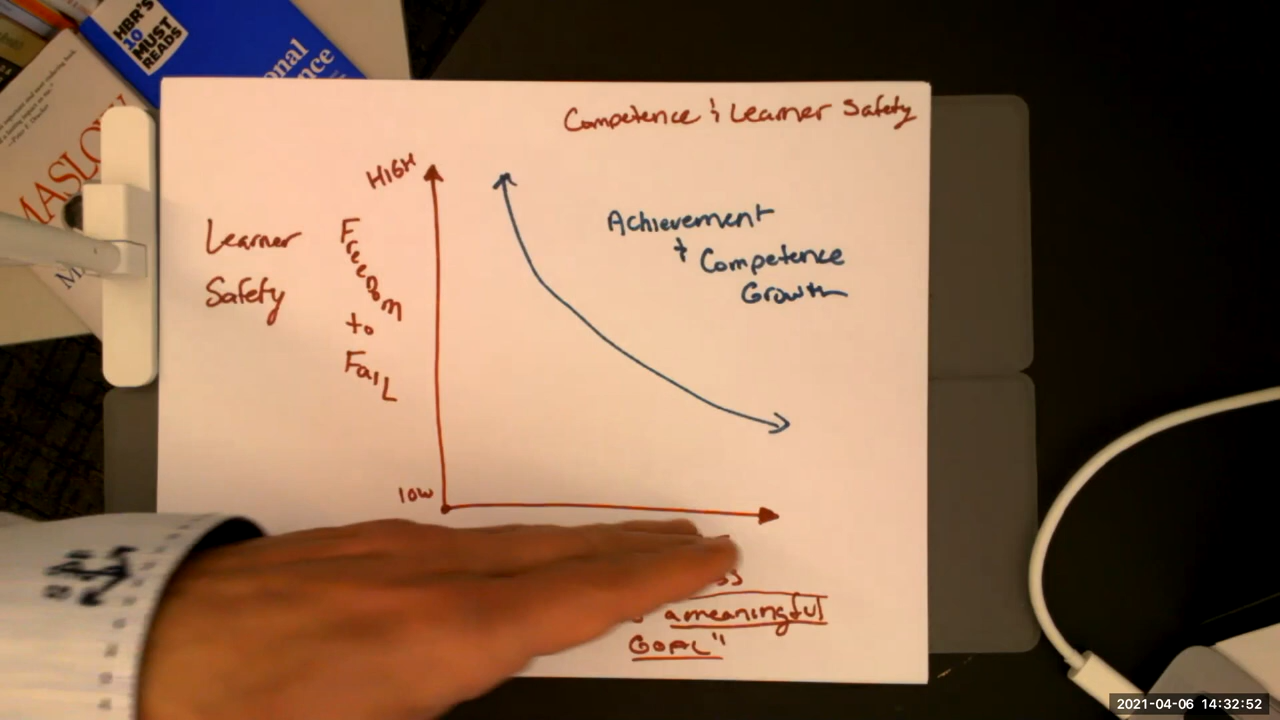 HBR'S
10
MUST
READS
Competence & Learner Safety
HIGH
Learner
Safety
Freedom
to
Fail
Achievement
+ Competence
Growth
low
a meaningful
GOAL"
MASLO
2021-04-06 14:32:52